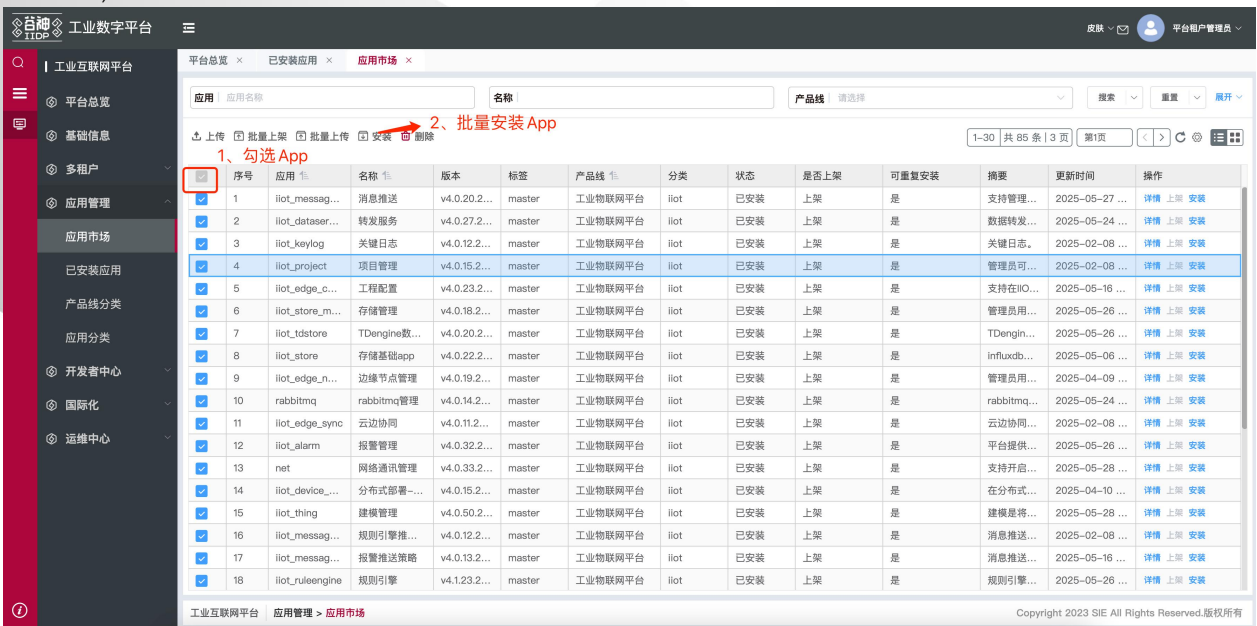 谷神 IIDP 工业数字平台 皮肤 平台租户管理员
工业互联网平台
平台总览
基础信息
多租户
应用管理
应用市场
已安装应用
产品线分类
应用分类
开发者中心
国际化
运维中心
平台总览 × 已安装应用 × 应用市场 ×
应用 应用名称 名称 产品线 请选择 搜索 重置 展开
上传 批量上架 批量上传 安装 删除 2、批量安装App 1-30 共 85 条 3 页 第1页
1、勾选App
序号 应用 名称 版本 标签 产品线 分类 状态 是否上架 可重复安装 摘要 更新时间 操作
1 iiot_messag... 消息推送 v4.0.20.2... master 工业物联网平台 iiot 已安装 上架 是 支持管理... 2025-05-27 ... 详情 上架 安装
2 iiot_dataser... 转发服务 v4.0.27.2... master 工业物联网平台 iiot 已安装 上架 是 数据转发... 2025-05-24 ... 详情 上架 安装
3 iiot_keylog 关键日志 v4.0.12.2... master 工业物联网平台 iiot 已安装 上架 是 关键日志。 2025-02-08 ... 详情 上架 安装
4 iiot_project 项目管理 v4.0.15.2... master 工业物联网平台 iiot 已安装 上架 是 管理员可... 2025-02-08 ... 详情 上架 安装
5 iiot_edge_c... 工程配置 v4.0.23.2... master 工业物联网平台 iiot 已安装 上架 是 支持在IIO... 2025-05-16 ... 详情 上架 安装
6 iiot_store_m... 存储管理 v4.0.18.2... master 工业物联网平台 iiot 已安装 上架 是 管理员用... 2025-05-26 ... 详情 上架 安装
7 iiot_tdstore TDengine数... v4.0.20.2... master 工业物联网平台 iiot 已安装 上架 是 TDengin... 2025-05-26 ... 详情 上架 安装
8 iiot_store 存储基础app v4.0.22.2... master 工业物联网平台 iiot 已安装 上架 是 influxdb... 2025-05-06 ... 详情 上架 安装
9 iiot_edge_n... 边缘节点管理 v4.0.19.2... master 工业物联网平台 iiot 已安装 上架 是 管理员用... 2025-04-09 ... 详情 上架 安装
10 rabbitmq rabbitmq管理 v4.0.14.2... master 工业物联网平台 iiot 已安装 上架 是 rabbitmq... 2025-05-24 ... 详情 上架 安装
11 iiot_edge_sync 云边协同 v4.0.11.2... master 工业物联网平台 iiot 已安装 上架 是 云边协同... 2025-02-08 ... 详情 上架 安装
12 iiot_alarm 报警管理 v4.0.32.2... master 工业物联网平台 iiot 已安装 上架 是 平台提供... 2025-05-26 ... 详情 上架 安装
13 net 网络通讯管理 v4.0.33.2... master 工业物联网平台 iiot 已安装 上架 是 支持开启... 2025-05-28 ... 详情 上架 安装
14 iiot_device_... 分布式部署-... v4.0.15.2... master 工业物联网平台 iiot 已安装 上架 是 在分布式... 2025-04-10 ... 详情 上架 安装
15 iiot_thing 建模管理 v4.0.50.2... master 工业物联网平台 iiot 已安装 上架 是 建模是将... 2025-05-28 ... 详情 上架 安装
16 iiot_messag... 规则引擎推... v4.0.12.2... master 工业物联网平台 iiot 已安装 上架 是 消息推送... 2025-02-08 ... 详情 上架 安装
17 iiot_messag... 报警推送策略 v4.0.13.2... master 工业物联网平台 iiot 已安装 上架 是 消息推送... 2025-05-16 ... 详情 上架 安装
18 iiot_ruleengine 规则引擎 v4.1.23.2... master 工业物联网平台 iiot 已安装 上架 是 规则引擎... 2025-05-26 ... 详情 上架 安装
工业互联网平台 应用管理 > 应用市场 Copyright 2023 SIE All Rights Reserved.版权所有